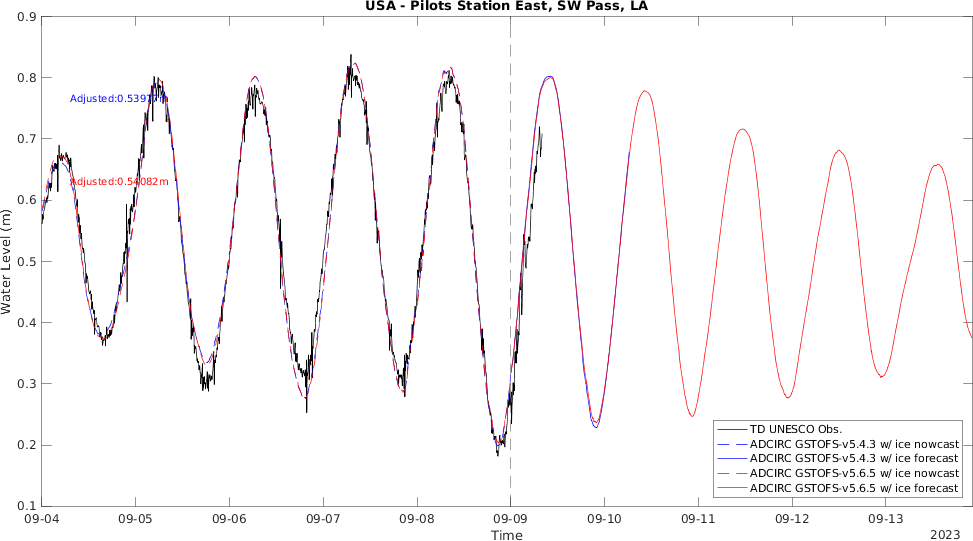 USA - Pilots Station East, SW Pass, LA
0.9
0.8
0.7
0.6
0.5
0.4
0.3
0.2
0.1
Water Level (m)
Adjusted:0.5397
Adjusted:0.54082m
TD UNESCO Obs.
ADCIRC GSTOFS-v5.4.3 w/ ice nowcast
ADCIRC GSTOFS-v5.4.3 w/ ice forecast
ADCIRC GSTOFS-v5.6.5 w/ ice nowcast
ADCIRC GSTOFS-v5.6.5 w/ ice forecast
09-04 09-05 09-06 09-07 09-08 09-09 09-10 09-11 09-12 09-13
Time
2023